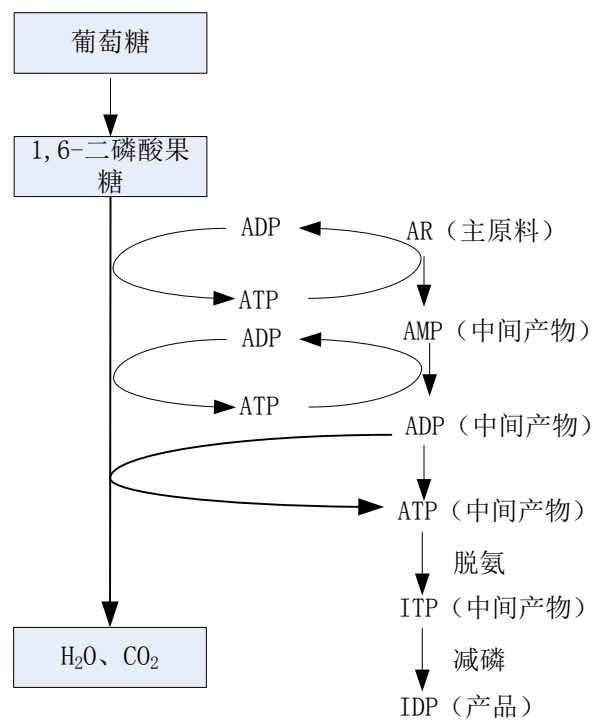 葡萄糖
1,6-二磷酸果
糖
ADP
AR（主原料）
ATP
AMP（中间产物）
ADP
ATP
ADP（中间产物）
ATP（中间产物）
脱氨
ITP（中间产物）
H₂O、CO₂
减磷
IDP（产品）